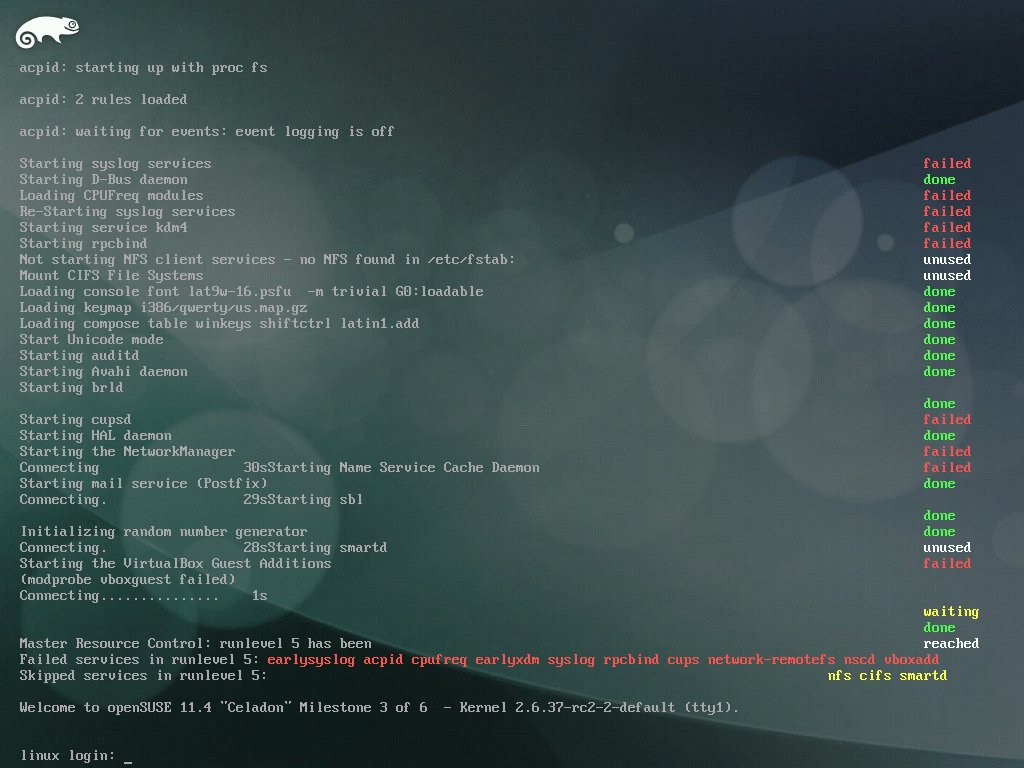 acpid: starting up with proc fs
acpid: 2 rules loaded
acpid: waiting for events: event logging is off
Starting syslog services failed
Starting D-Bus daemon done
Loading CPUFreq modules failed
Re-Starting syslog services failed
Starting service kdm4 failed
Starting rpcbind failed
Not starting NFS client services - no NFS found in /etc/fstab: unused
Mount CIFS File Systems unused
Loading console font lat9w-16.psfu  -m trivial G0:loadable done
Loading keymap i386/qwerty/us.map.gz done
Loading compose table winkeys shiftctrl latin1.add done
Start Unicode mode done
Starting auditd done
Starting Avahi daemon done
Starting brld
done
Starting cupsd failed
Starting HAL daemon done
Starting the NetworkManager failed
Connecting 30sStarting Name Service Cache Daemon failed
Starting mail service (Postfix) done
Connecting. 29sStarting sbl
done
Initializing random number generator done
Connecting. 28sStarting smartd unused
Starting the VirtualBox Guest Additions failed
(modprobe vboxguest failed)
Connecting............... 1s
waiting
done
Master Resource Control: runlevel 5 has been reached
Failed services in runlevel 5: earlysyslog acpid cpufreq earlyxdm syslog rpcbind cups network-remotefs nscd vboxadd
Skipped services in runlevel 5: nfs cifs smartd
Welcome to openSUSE 11.4 "Celadon" Milestone 3 of 6  - Kernel 2.6.37-rc2-2-default (tty1).
linux login: _